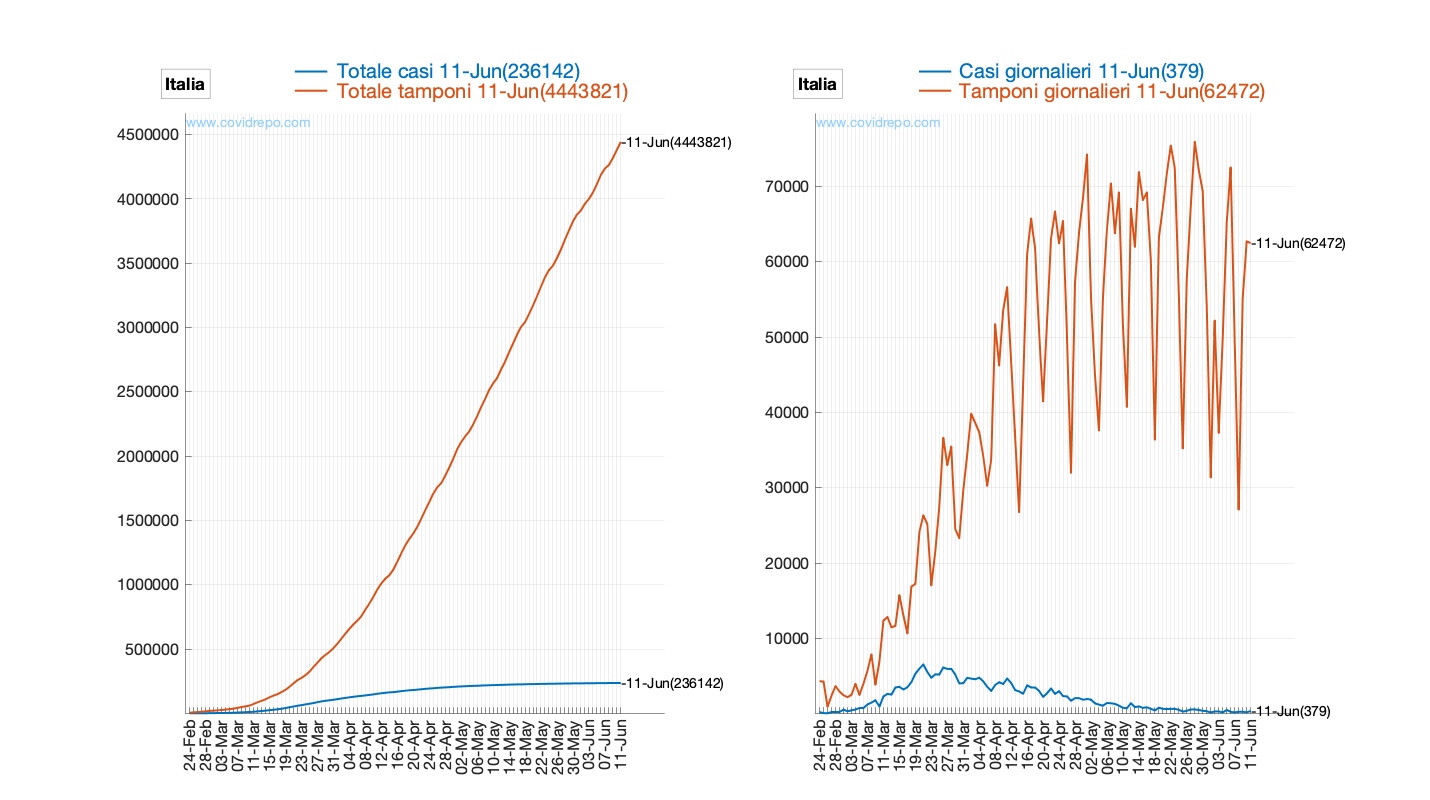 Italia
Totale casi 11-Jun(236142)
Totale tamponi 11-Jun(4443821)
www.covidrepo.com
4500000
4000000
3500000
3000000
2500000
2000000
1500000
1000000
500000
-11-Jun(4443821)
-11-Jun(236142)
24-Feb
28-Feb
03-Mar
07-Mar
11-Mar
15-Mar
19-Mar
23-Mar
27-Mar
31-Mar
04-Apr
08-Apr
12-Apr
16-Apr
20-Apr
24-Apr
28-Apr
02-May
06-May
10-May
14-May
18-May
22-May
26-May
30-May
03-Jun
07-Jun
11-Jun
Italia
Casi giornalieri 11-Jun(379)
Tamponi giornalieri 11-Jun(62472)
www.covidrepo.com
70000
60000
50000
40000
30000
20000
10000
-11-Jun(62472)
-11-Jun(379)
24-Feb
28-Feb
03-Mar
07-Mar
11-Mar
15-Mar
19-Mar
23-Mar
27-Mar
31-Mar
04-Apr
08-Apr
12-Apr
16-Apr
20-Apr
24-Apr
28-Apr
02-May
06-May
10-May
14-May
18-May
22-May
26-May
30-May
03-Jun
07-Jun
11-Jun